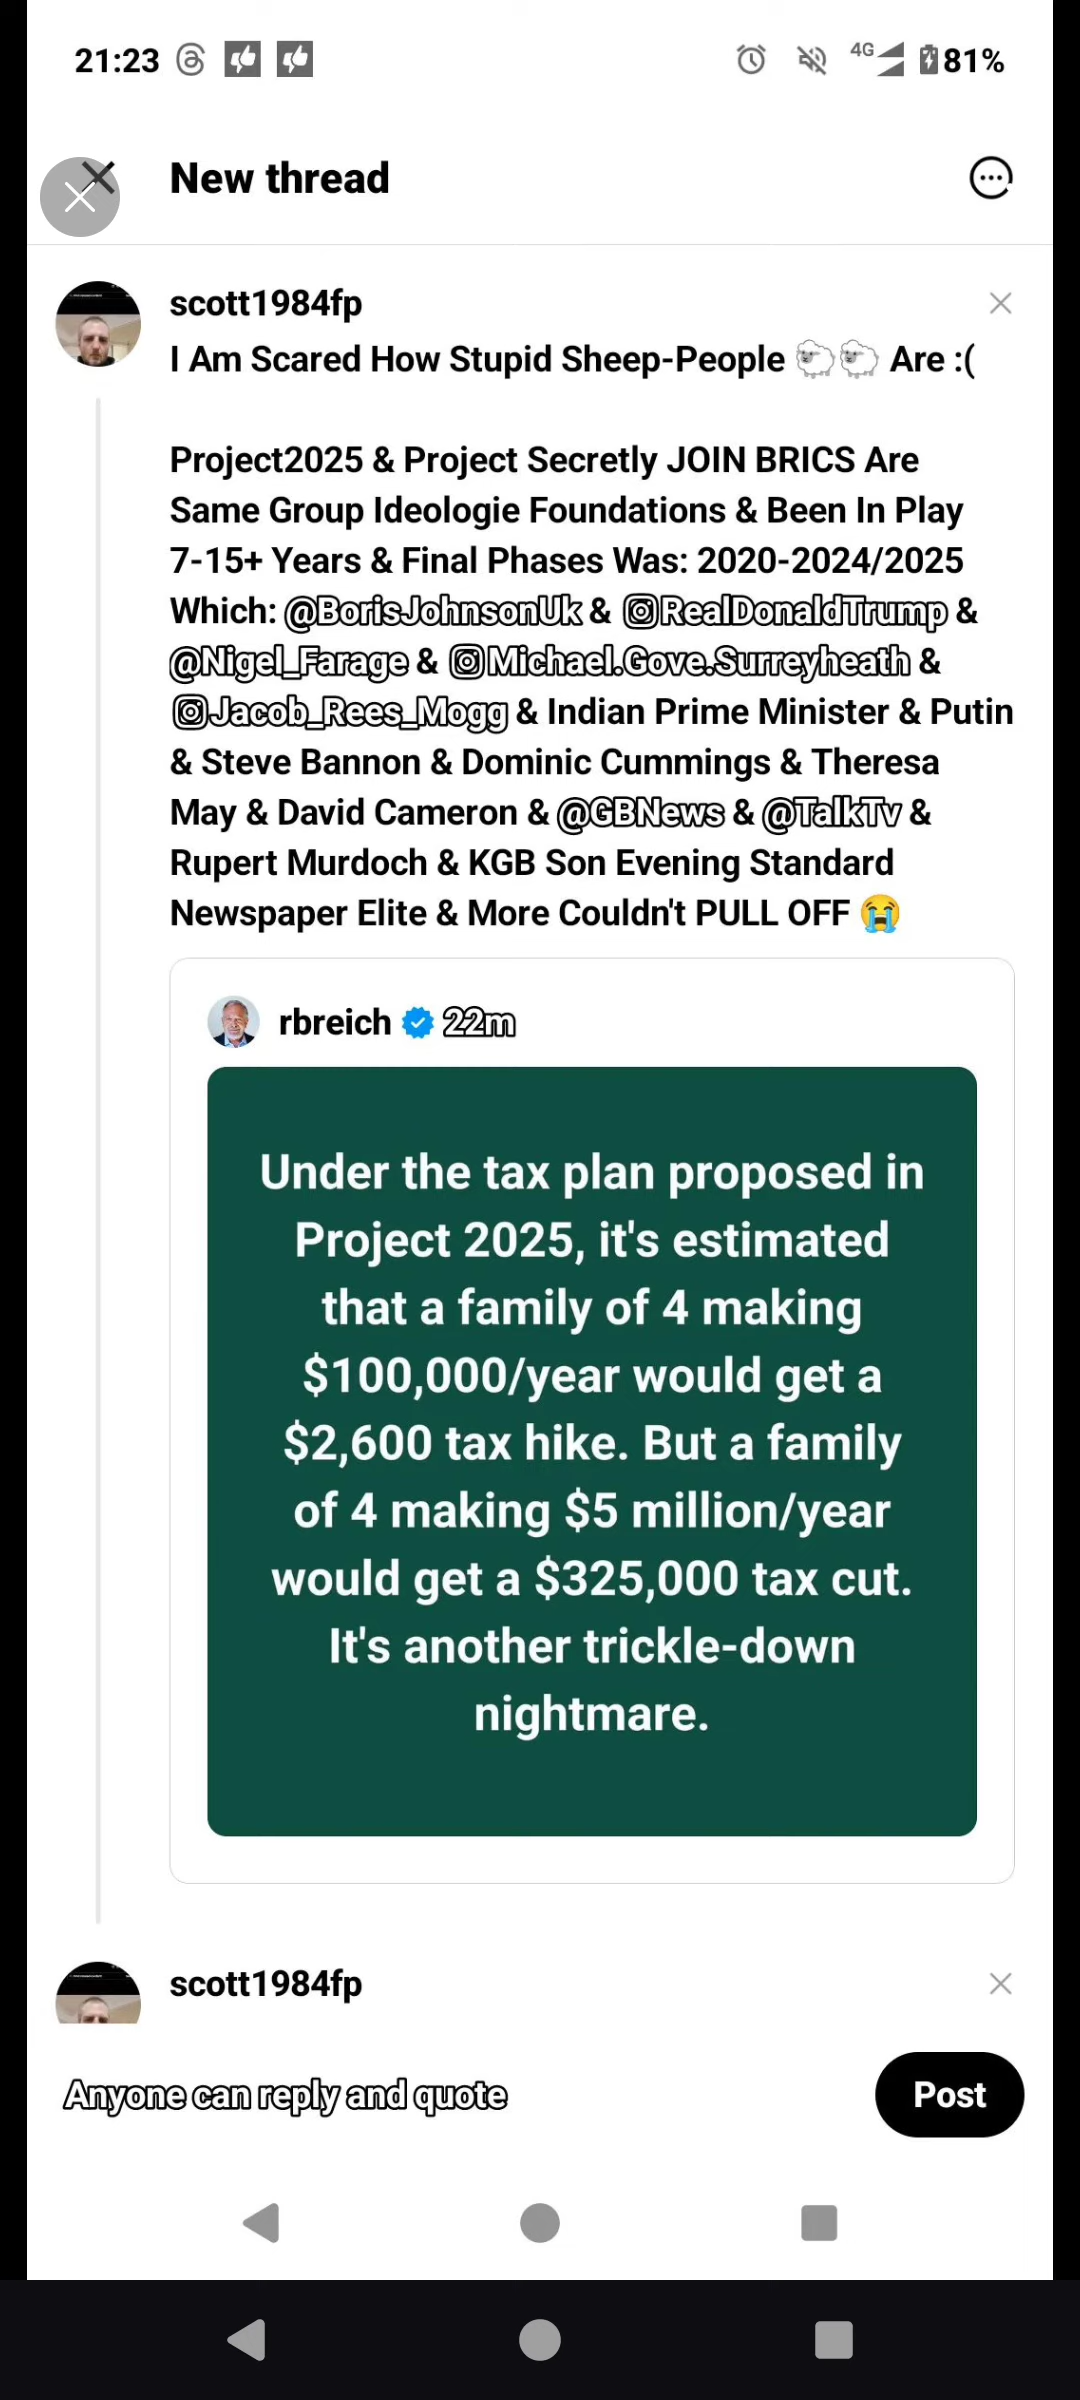 21:23 4G 81%
New thread
scott1984fp
I Am Scared How Stupid Sheep-People 🐑🐑 Are :(
Project2025 & Project Secretly JOIN BRICS Are
Same Group Ideologie Foundations & Been In Play
7-15+ Years & Final Phases Was: 2020-2024/2025
Which: @BorisJohnsonUk & RealDonaldTrump &
@Nigel_Farage & Michael.Gove.Surreyheath &
Jacob_Rees_Mogg & Indian Prime Minister & Putin
& Steve Bannon & Dominic Cummings & Theresa
May & David Cameron & @GBNews & @TalkTv &
Rupert Murdoch & KGB Son Evening Standard
Newspaper Elite & More Couldn't PULL OFF 😭
rbreich 22m
Under the tax plan proposed in
Project 2025, it's estimated
that a family of 4 making
$100,000/year would get a
$2,600 tax hike. But a family
of 4 making $5 million/year
would get a $325,000 tax cut.
It's another trickle-down
nightmare.
scott1984fp
Anyone can reply and quote
Post